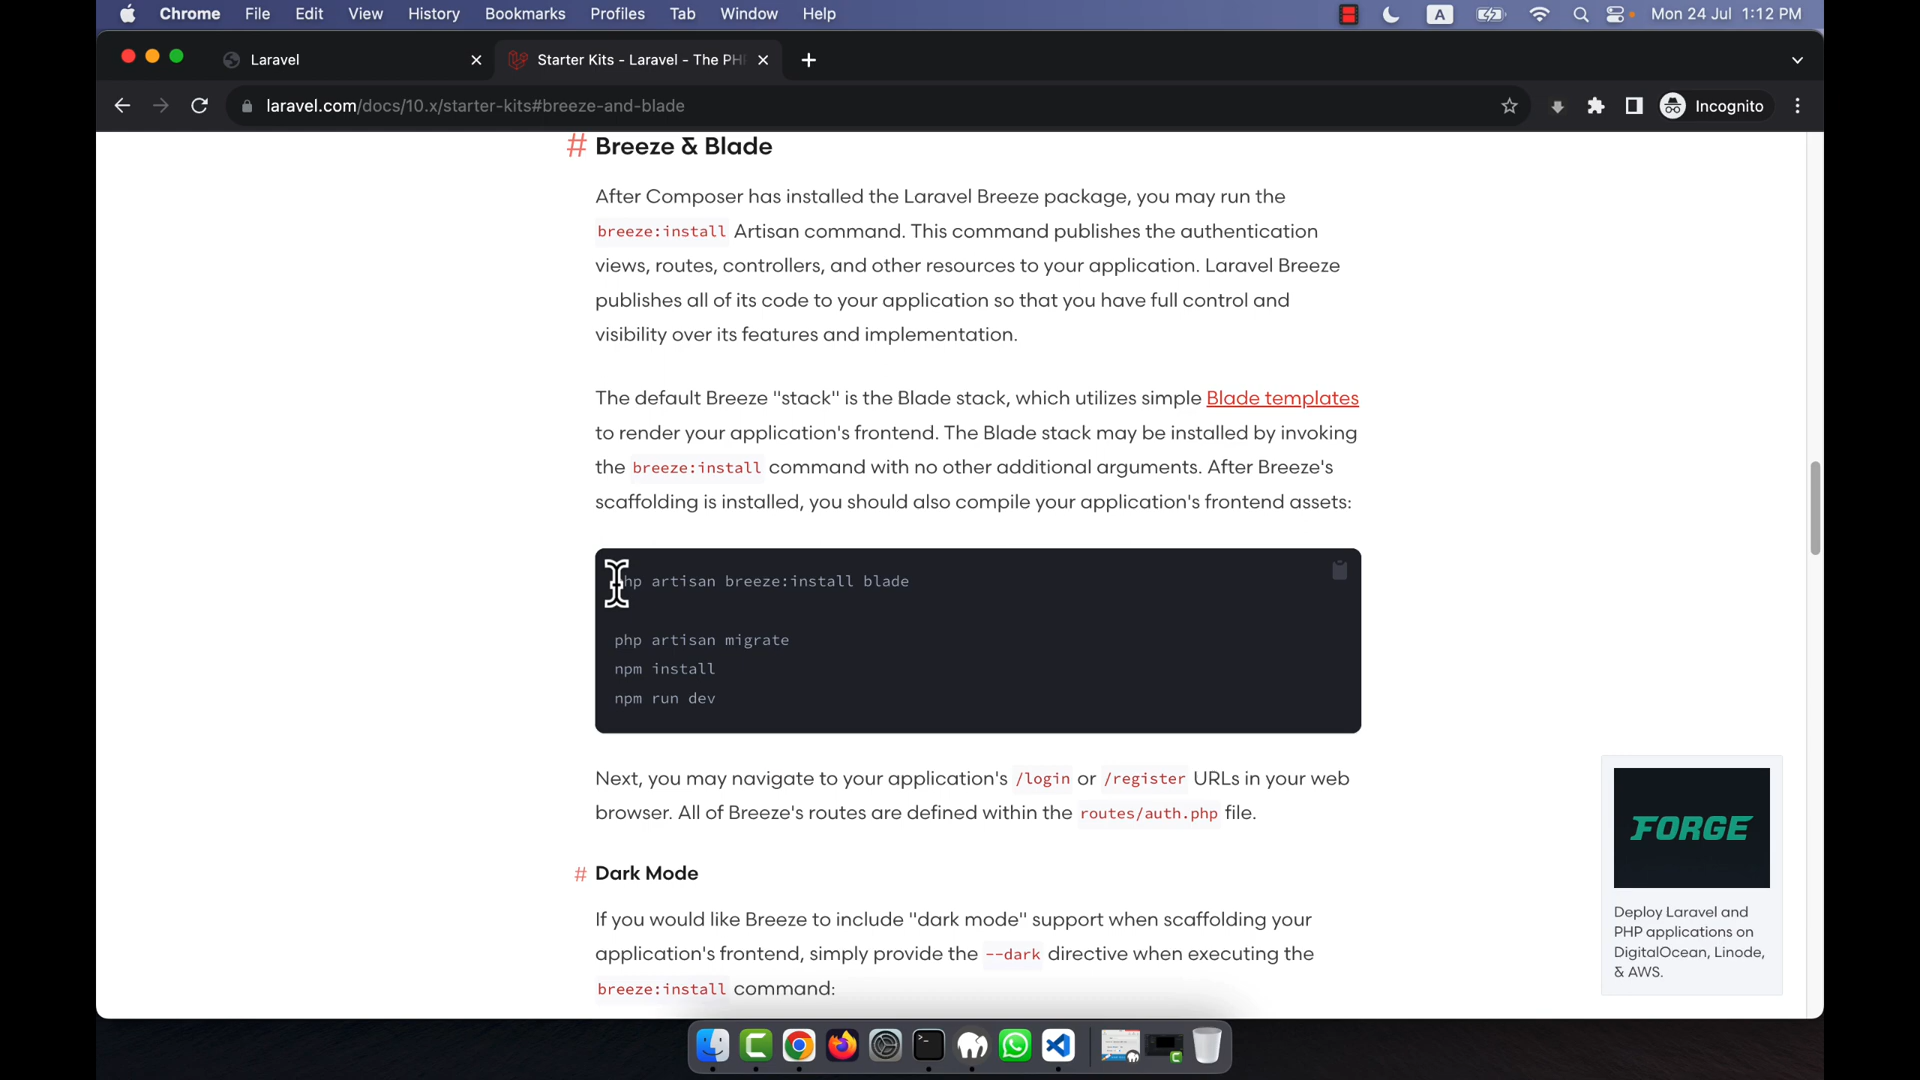 Chrome File Edit View History Bookmarks Profiles Tab Window Help A Mon 24 Jul 1:12 PM
Laravel Starter Kits - Laravel - The PH
laravel.com/docs/10.x/starter-kits#breeze-and-blade Incognito
# Breeze & Blade
After Composer has installed the Laravel Breeze package, you may run the
breeze:install Artisan command. This command publishes the authentication
views, routes, controllers, and other resources to your application. Laravel Breeze
publishes all of its code to your application so that you have full control and
visibility over its features and implementation.
The default Breeze "stack" is the Blade stack, which utilizes simple Blade templates
to render your application's frontend. The Blade stack may be installed by invoking
the breeze:install command with no other additional arguments. After Breeze's
scaffolding is installed, you should also compile your application's frontend assets:
php artisan breeze:install blade
php artisan migrate
npm install
npm run dev
Next, you may navigate to your application's /login or /register URLs in your web
browser. All of Breeze's routes are defined within the routes/auth.php file.
# Dark Mode
If you would like Breeze to include "dark mode" support when scaffolding your
application's frontend, simply provide the --dark directive when executing the
breeze:install command:
FORGE
Deploy Laravel and
PHP applications on
DigitalOcean, Linode,
& AWS.